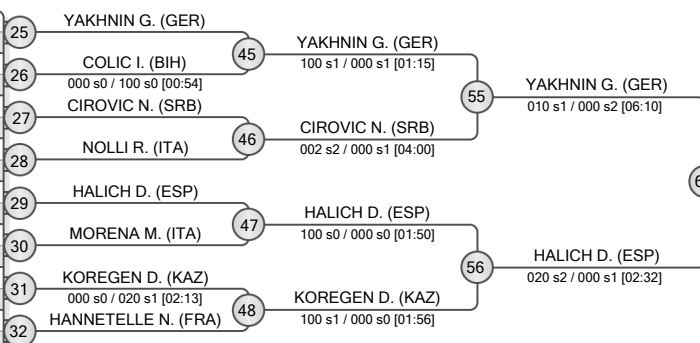 25
YAKHNIN G. (GER)
26
COLIC I. (BIH)
000 s0 / 100 s0 [00:54]
45
YAKHNIN G. (GER)
100 s1 / 000 s1 [01:15]
27
CIROVIC N. (SRB)
28
NOLLI R. (ITA)
46
CIROVIC N. (SRB)
002 s2 / 000 s1 [04:00]
55
YAKHNIN G. (GER)
010 s1 / 000 s2 [06:10]
29
HALICH D. (ESP)
30
MORENA M. (ITA)
47
HALICH D. (ESP)
100 s0 / 000 s0 [01:50]
31
KOREGEN D. (KAZ)
000 s0 / 020 s1 [02:13]
32
HANNETELLE N. (FRA)
48
KOREGEN D. (KAZ)
100 s1 / 000 s0 [01:56]
56
HALICH D. (ESP)
020 s2 / 000 s1 [02:32]